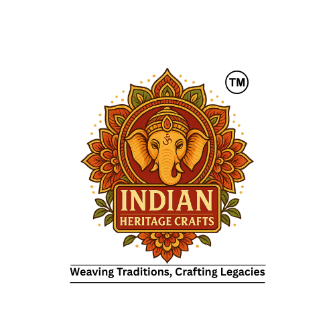 TM
INDIAN
HERITAGE CRAFTS
Weaving Traditions, Crafting Legacies